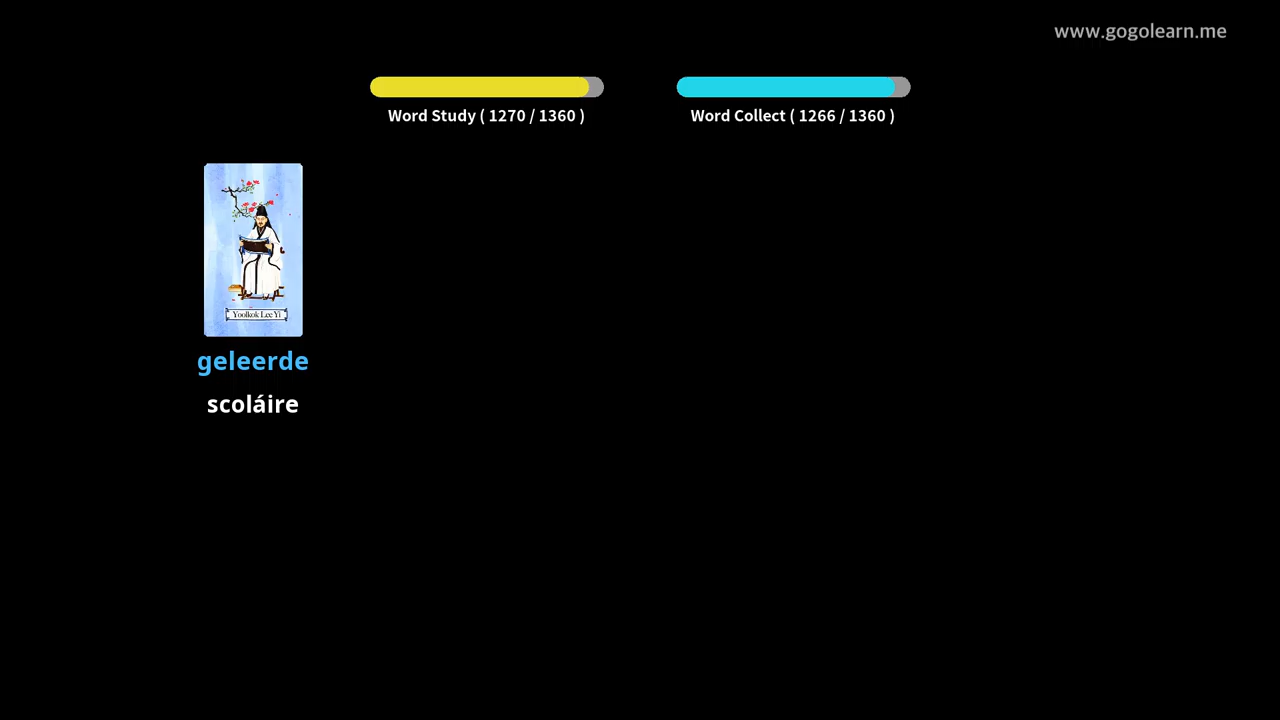 www.gogolearn.me
Word Study ( 1270 / 1360 )
Word Collect ( 1266 / 1360 )
Yoolkok Lee Yi
geleerde
scoláire